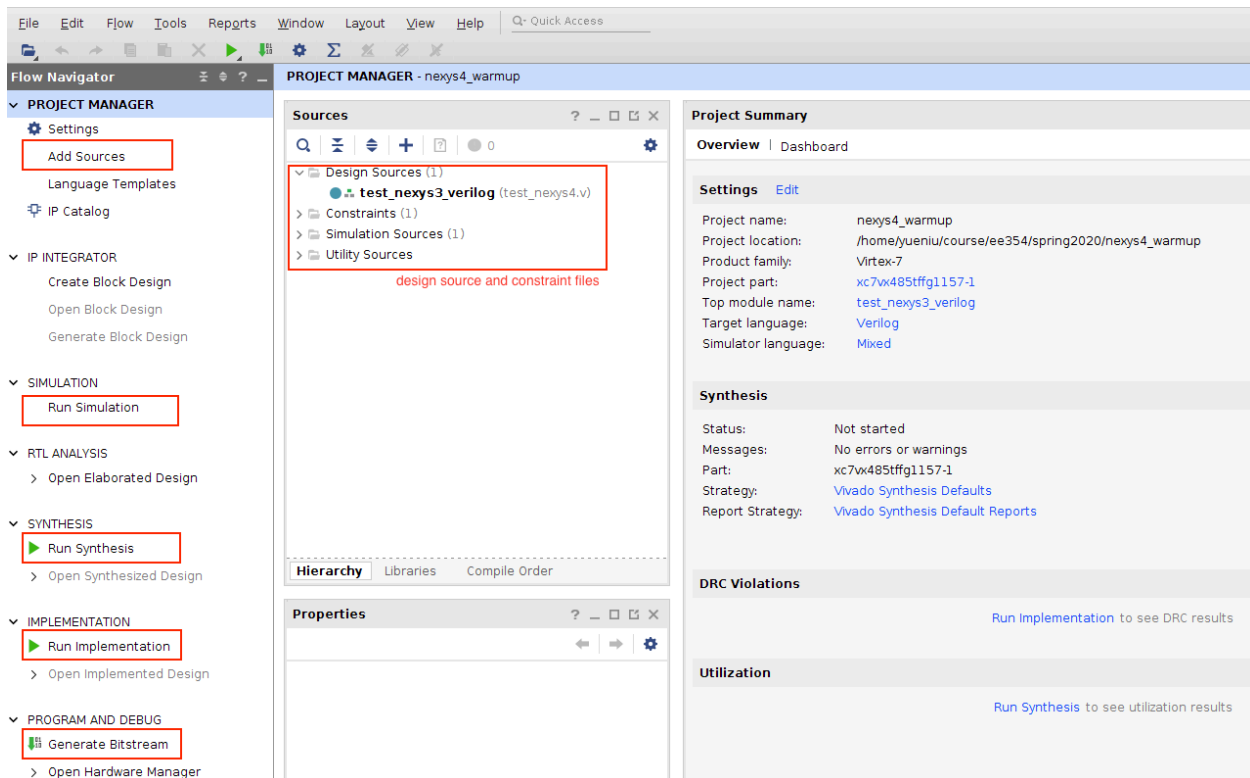 File Edit Flow Tools Reports Window Layout View Help Q- Quick Access
Flow Navigator
PROJECT MANAGER
Settings
Add Sources
Language Templates
IP Catalog
IP INTEGRATOR
Create Block Design
Open Block Design
Generate Block Design
SIMULATION
Run Simulation
RTL ANALYSIS
Open Elaborated Design
SYNTHESIS
Run Synthesis
Open Synthesized Design
IMPLEMENTATION
Run Implementation
Open Implemented Design
PROGRAM AND DEBUG
Generate Bitstream
Open Hardware Manager
PROJECT MANAGER - nexys4_warmup
Sources
0
Design Sources (1)
test_nexys3_verilog (test_nexys4.v)
Constraints (1)
Simulation Sources (1)
Utility Sources
design source and constraint files
Hierarchy Libraries Compile Order
Properties
Project Summary
Overview | Dashboard
Settings Edit
Project name: nexys4_warmup
Project location: /home/yueniu/course/ee354/spring2020/nexys4_warmup
Product family: Virtex-7
Project part: xc7vx485tffg1157-1
Top module name: test_nexys3_verilog
Target language: Verilog
Simulator language: Mixed
Synthesis
Status: Not started
Messages: No errors or warnings
Part: xc7vx485tffg1157-1
Strategy: Vivado Synthesis Defaults
Report Strategy: Vivado Synthesis Default Reports
DRC Violations
Run Implementation to see DRC results
Utilization
Run Synthesis to see utilization results